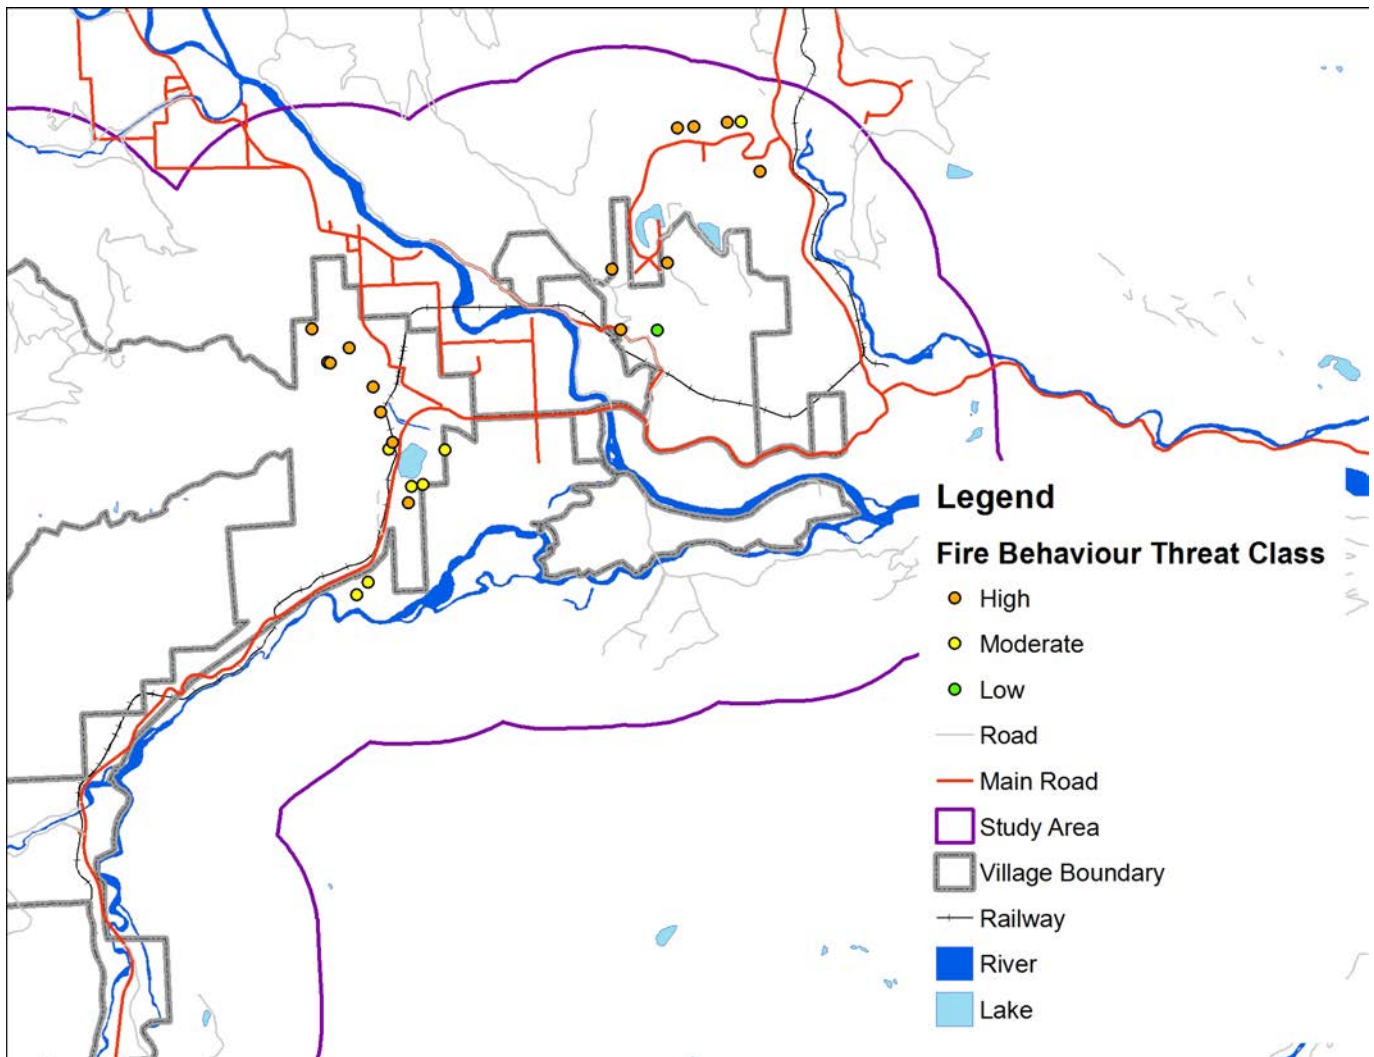 Legend
Fire Behaviour Threat Class
High
Moderate
Low
Road
Main Road
Study Area
Village Boundary
Railway
River
Lake